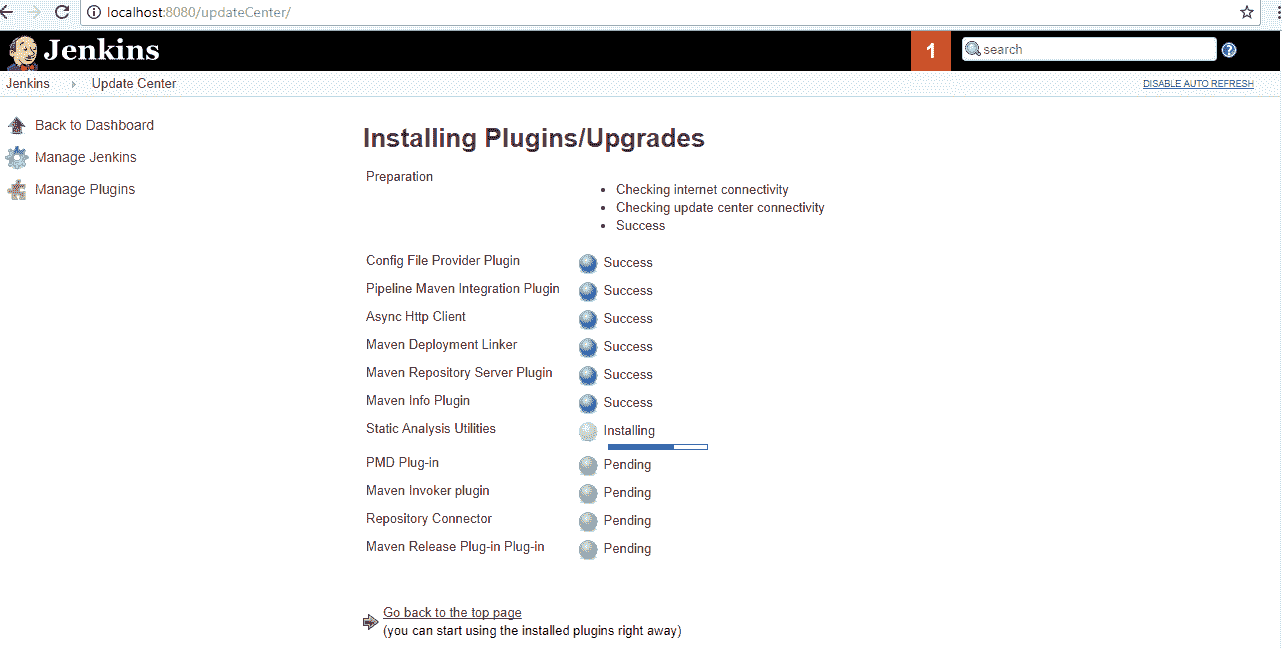 localhost:8080/updateCenter/
Jenkins
1
search
?
Jenkins
Update Center
DISABLE AUTO REFRESH
Back to Dashboard
Manage Jenkins
Manage Plugins
Installing Plugins/Upgrades
Preparation
Checking internet connectivity
Checking update center connectivity
Success
Config File Provider Plugin Success
Pipeline Maven Integration Plugin Success
Async Http Client Success
Maven Deployment Linker Success
Maven Repository Server Plugin Success
Maven Info Plugin Success
Static Analysis Utilities Installing
PMD Plug-in Pending
Maven Invoker plugin Pending
Repository Connector Pending
Maven Release Plug-in Plug-in Pending
Go back to the top page
(you can start using the installed plugins right away)